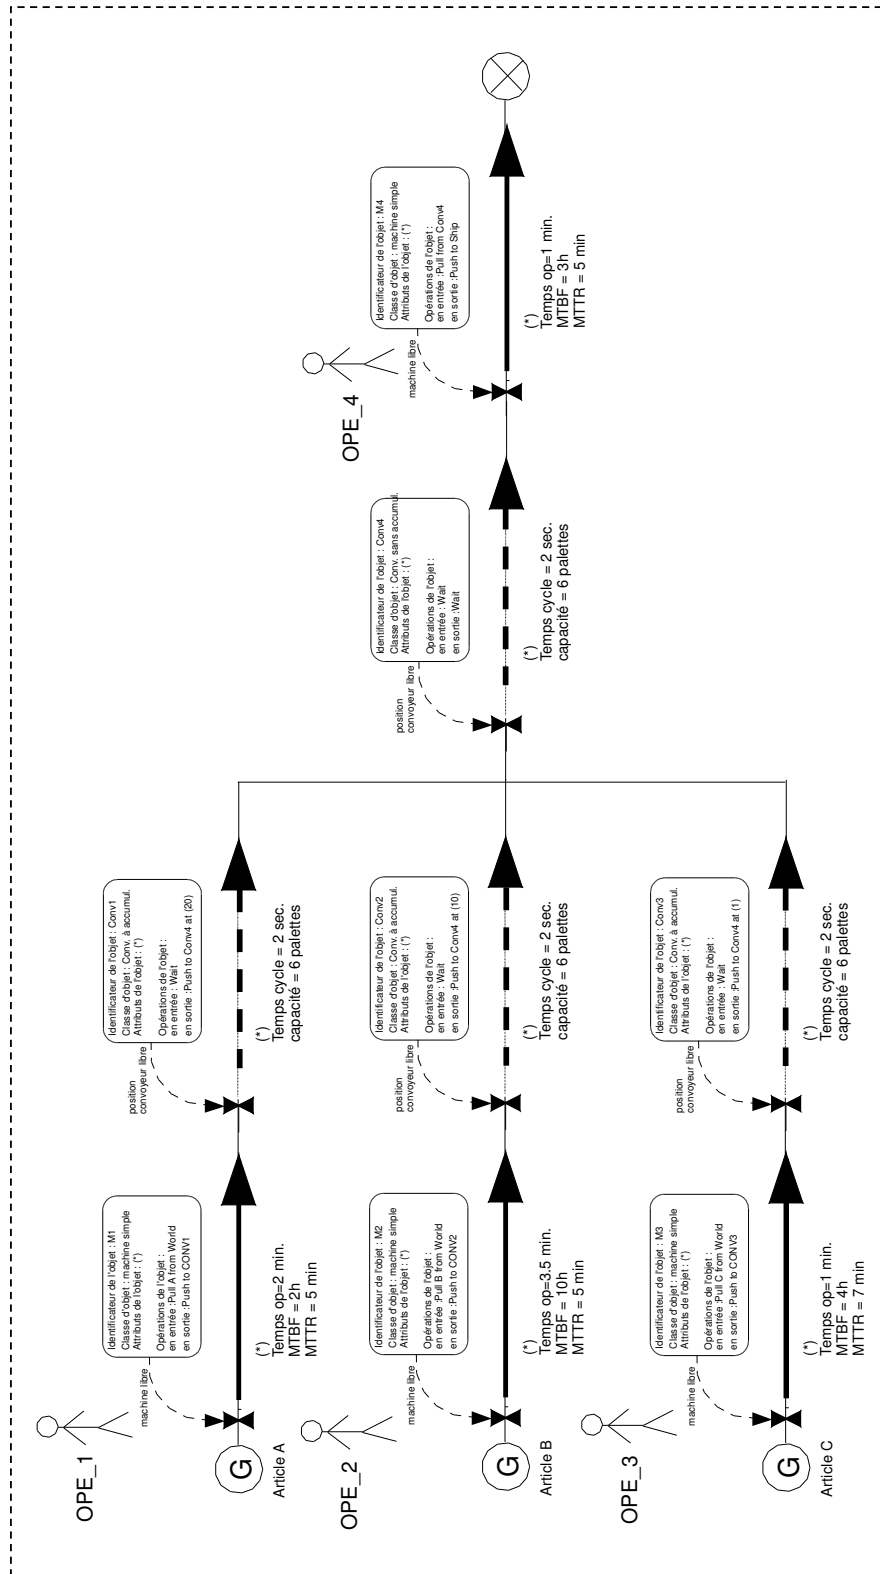 OPE_1
G
Article A
machine libre
Identificateur de l'objet : M1
Classe d'objet : machine simple
Attributs de l'objet : (*)
Opérations de l'objet :
en entrée :Pull A from World
en sortie :Push to CONV1
(*)
Temps op=2 min.
MTBF = 2h
MTTR = 5 min
position
convoyeur libre
Identificateur de l'objet : Conv1
Classe d'objet : Conv. à accumul.
Attributs de l'objet : (*)
Opérations de l'objet :
en entrée : Wait
en sortie :Push to Conv4 at (20)
(*)
Temps cycle = 2 sec.
capacité = 6 palettes
OPE_2
G
Article B
machine libre
Identificateur de l'objet : M2
Classe d'objet : machine simple
Attributs de l'objet : (*)
Opérations de l'objet :
en entrée :Pull B from World
en sortie :Push to CONV2
(*)
Temps op=3.5 min.
MTBF = 10h
MTTR = 5 min
position
convoyeur libre
Identificateur de l'objet : Conv2
Classe d'objet : Conv. à accumul.
Attributs de l'objet : (*)
Opérations de l'objet :
en entrée : Wait
en sortie :Push to Conv4 at (10)
(*)
Temps cycle = 2 sec.
capacité = 6 palettes
OPE_3
G
Article C
machine libre
Identificateur de l'objet : M3
Classe d'objet : machine simple
Attributs de l'objet : (*)
Opérations de l'objet :
en entrée :Pull C from World
en sortie :Push to CONV3
(*)
Temps op=1 min.
MTBF = 4h
MTTR = 7 min
position
convoyeur libre
Identificateur de l'objet : Conv3
Classe d'objet : Conv. à accumul.
Attributs de l'objet : (*)
Opérations de l'objet :
en entrée : Wait
en sortie :Push to Conv4 at (1)
(*)
Temps cycle = 2 sec.
capacité = 6 palettes
position
convoyeur libre
Identificateur de l'objet : Conv4
Classe d'objet : Conv. sans accumul.
Attributs de l'objet : (*)
Opérations de l'objet :
en entrée : Wait
en sortie :Wait
(*)
Temps cycle = 2 sec.
capacité = 6 palettes
OPE_4
machine libre
Identificateur de l'objet : M4
Classe d'objet : machine simple
Attributs de l'objet : (*)
Opérations de l'objet :
en entrée :Pull from Conv4
en sortie :Push to Ship
(*)
Temps op=1 min.
MTBF = 3h
MTTR = 5 min